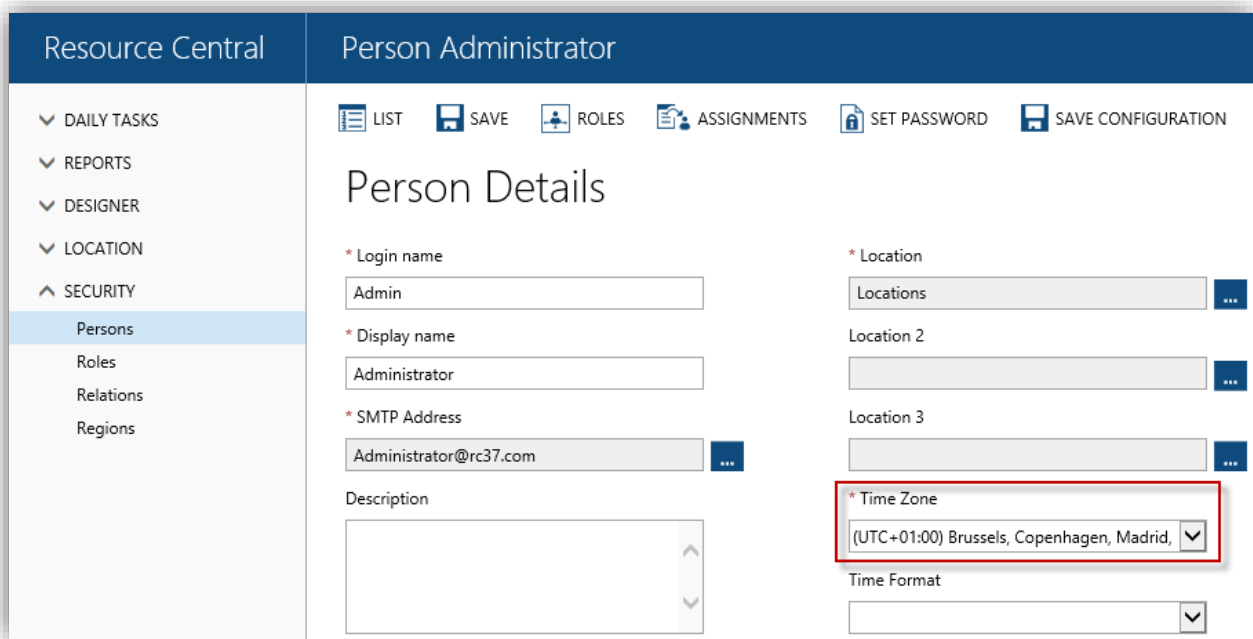 Resource Central
Person Administrator
DAILY TASKS
REPORTS
DESIGNER
LOCATION
SECURITY
Persons
Roles
Relations
Regions
LIST SAVE ROLES ASSIGNMENTS SET PASSWORD SAVE CONFIGURATION
Person Details
* Login name
Admin
* Display name
Administrator
* SMTP Address
Administrator@rc37.com
...
Description
* Location
Locations
...
Location 2
...
Location 3
...
* Time Zone
(UTC+01:00) Brussels, Copenhagen, Madrid,
Time Format